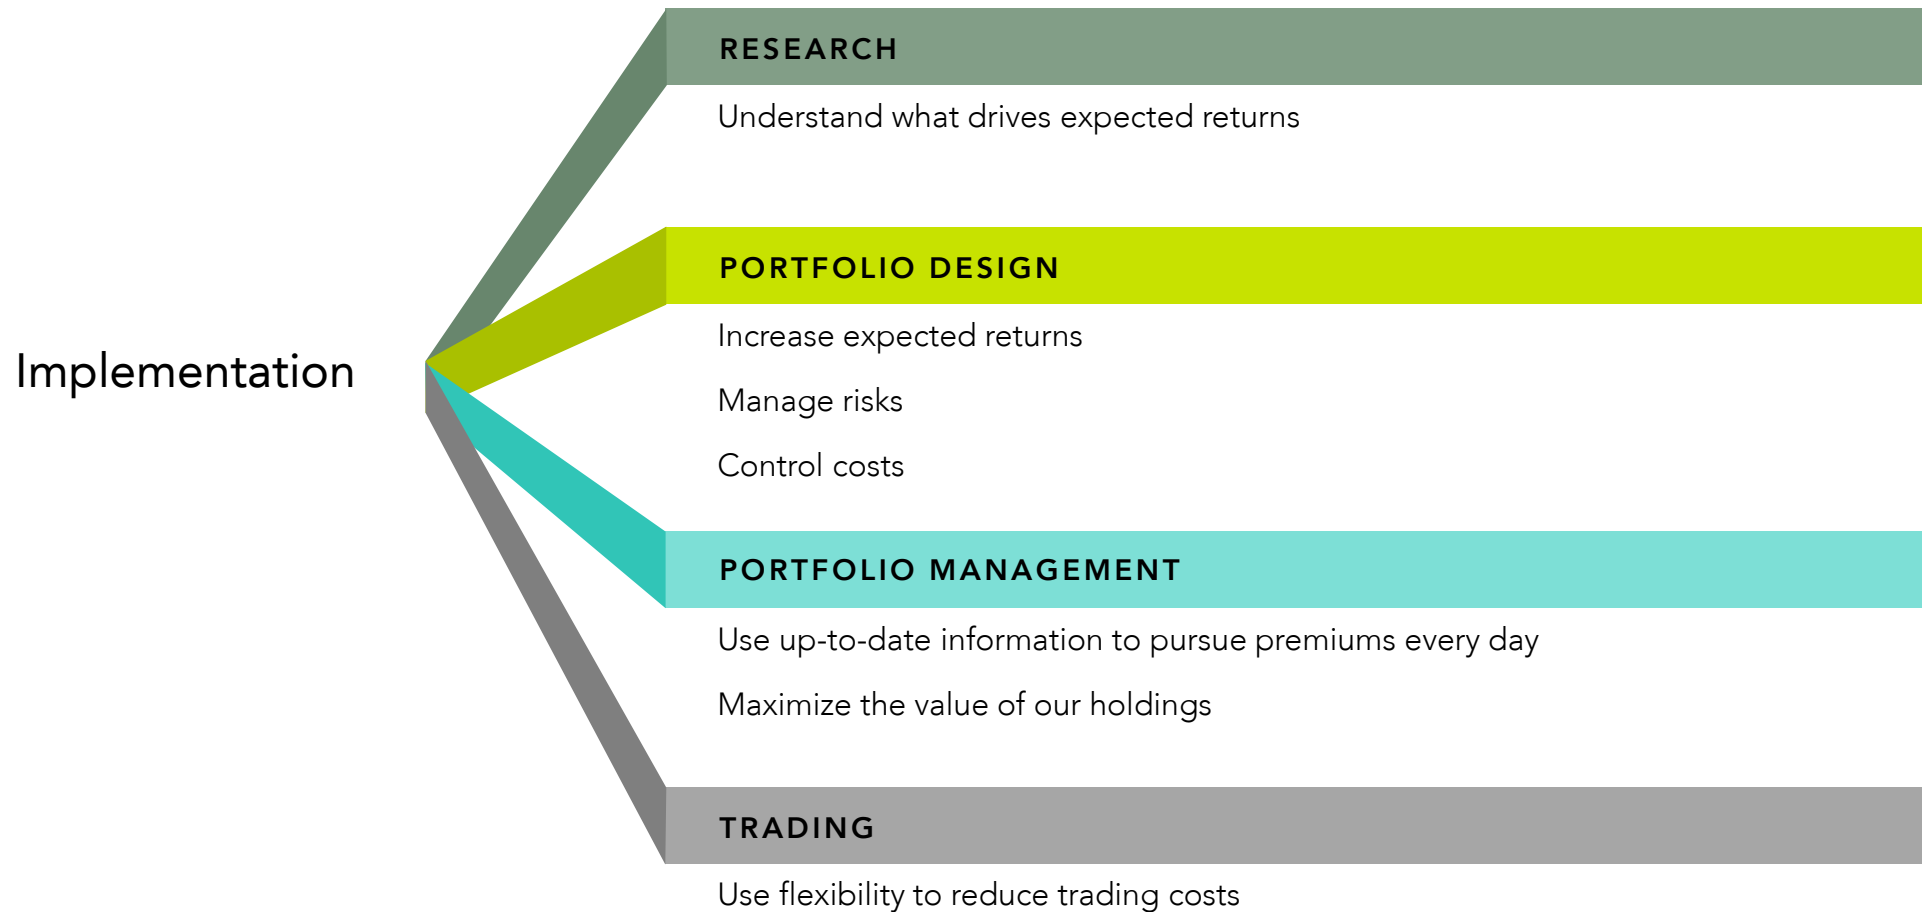 Implementation
RESEARCH
Understand what drives expected returns
PORTFOLIO DESIGN
Increase expected returns
Manage risks
Control costs
PORTFOLIO MANAGEMENT
Use up-to-date information to pursue premiums every day
Maximize the value of our holdings
TRADING
Use flexibility to reduce trading costs